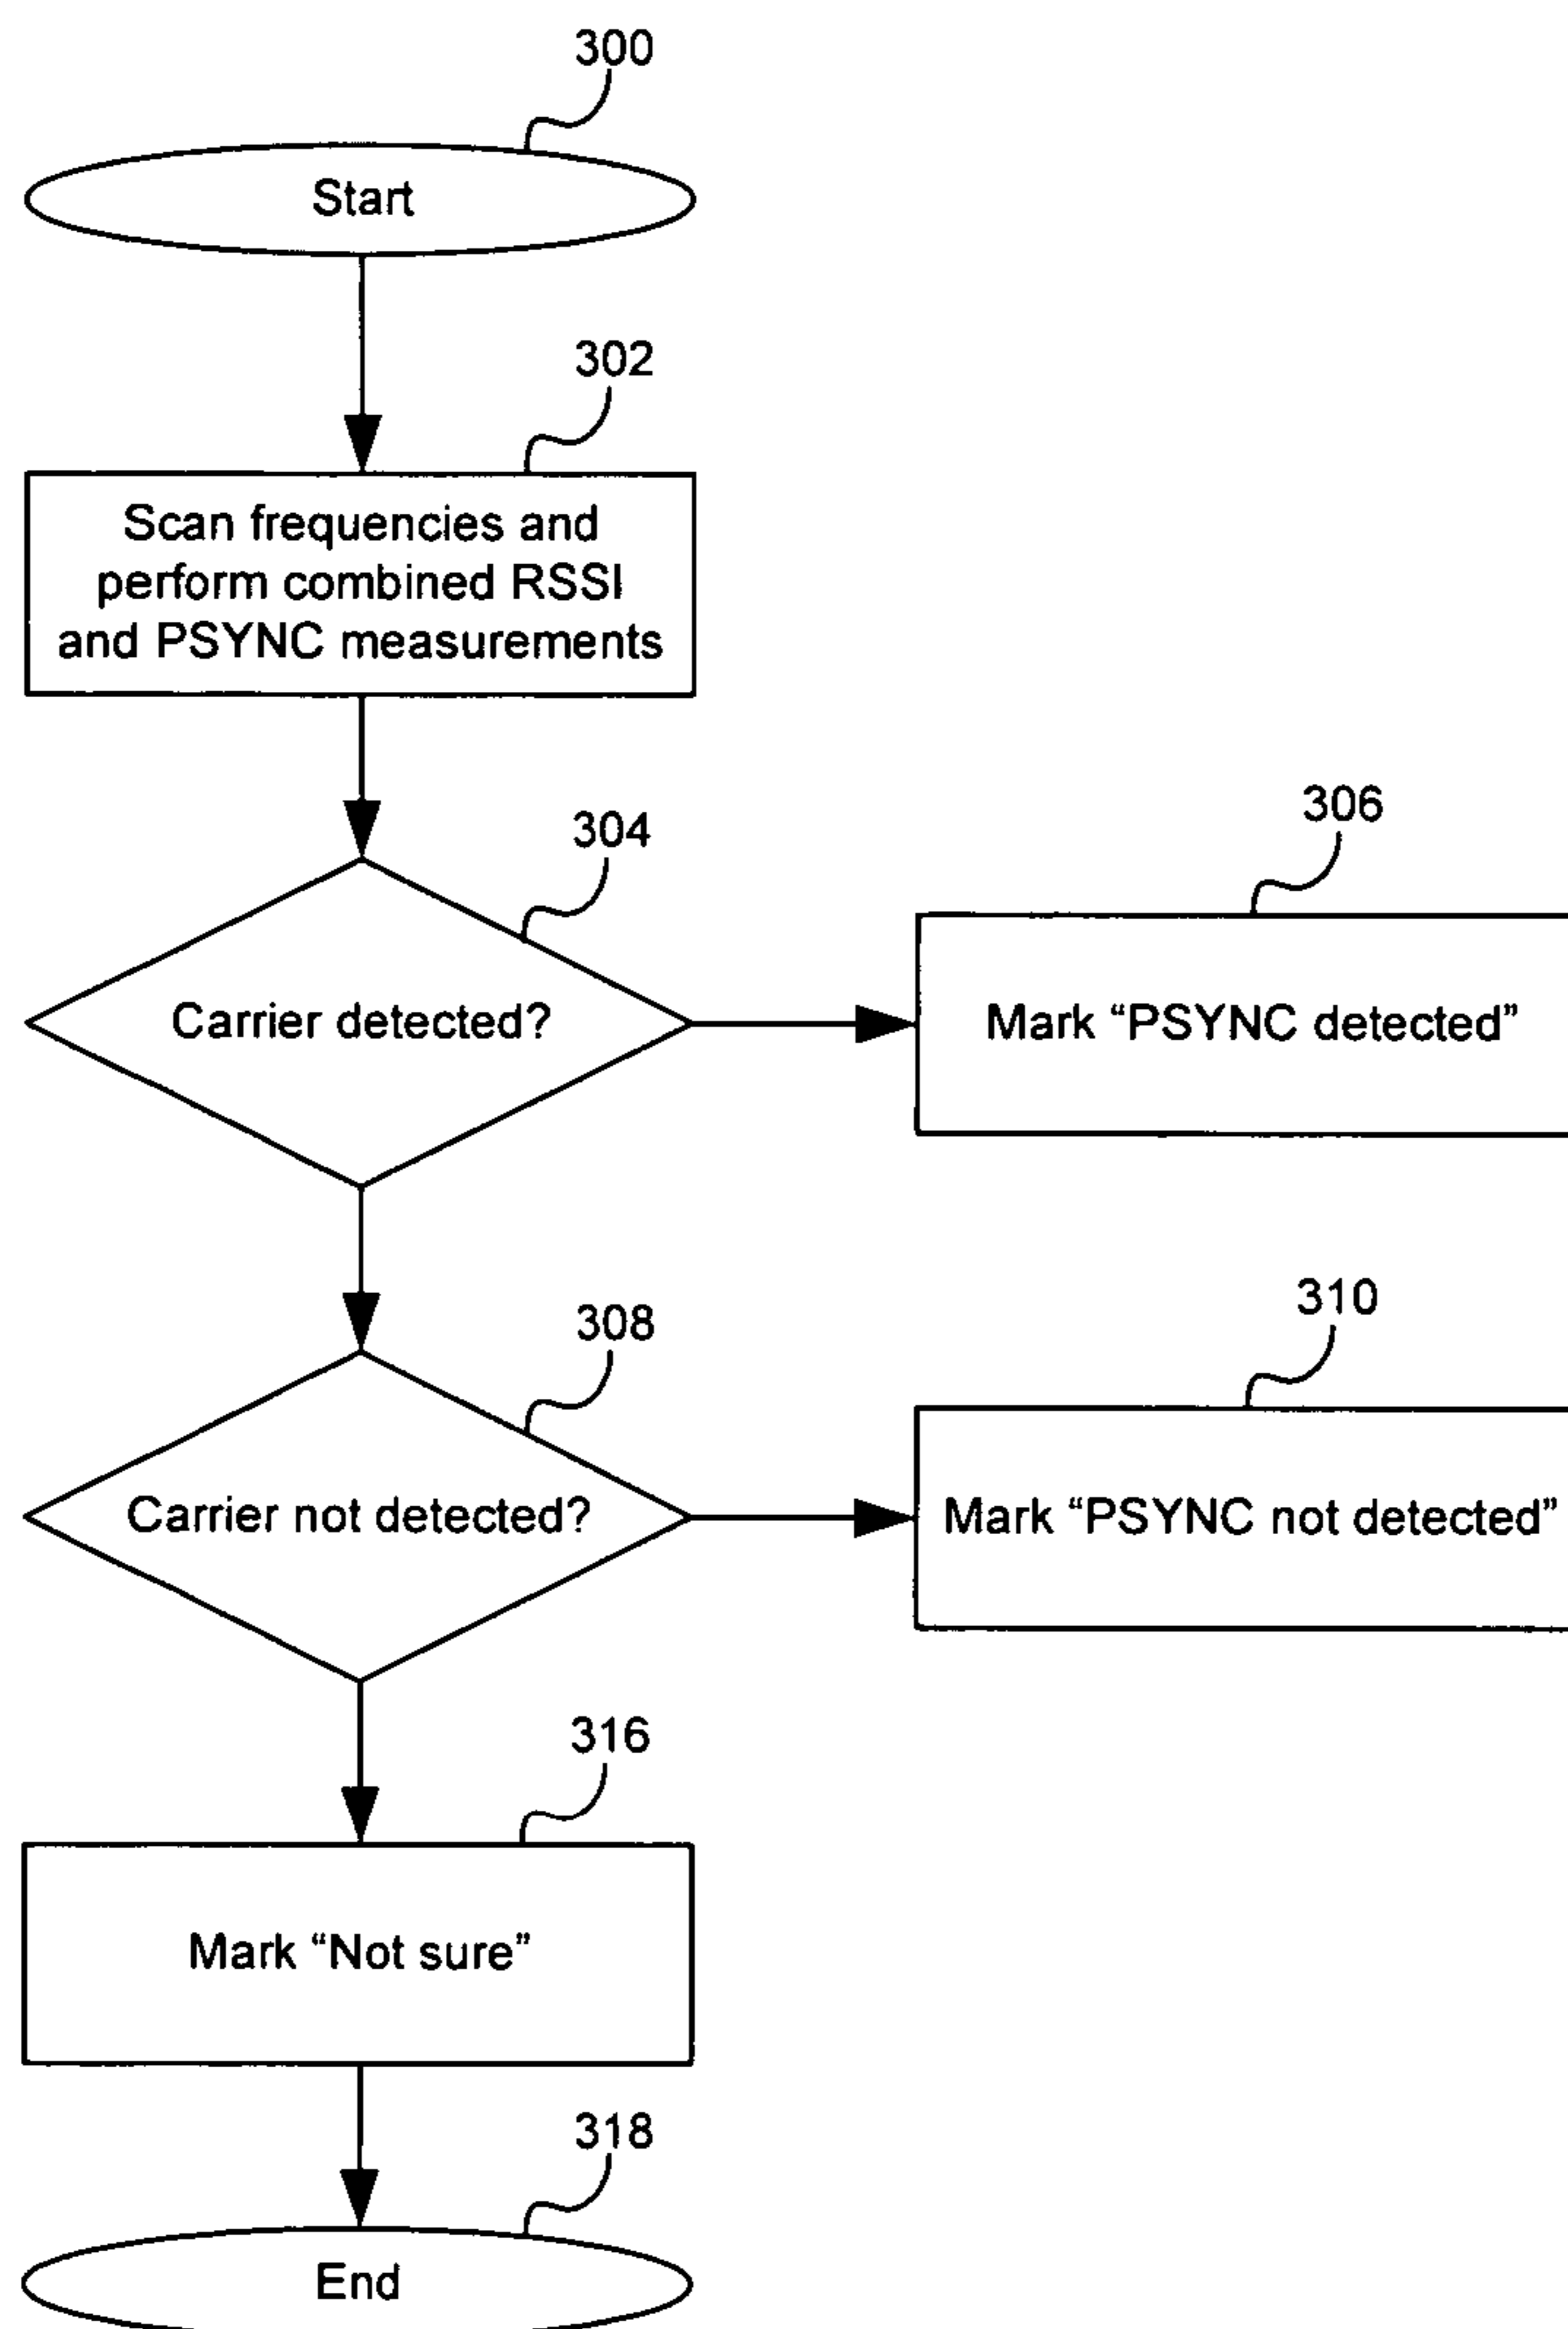 300
Start
302
Scan frequencies and
perform combined RSSI
and PSYNC measurements
304
Carrier detected?
306
Mark “PSYNC detected”
308
Carrier not detected?
310
Mark “PSYNC not detected”
316
Mark “Not sure”
318
End